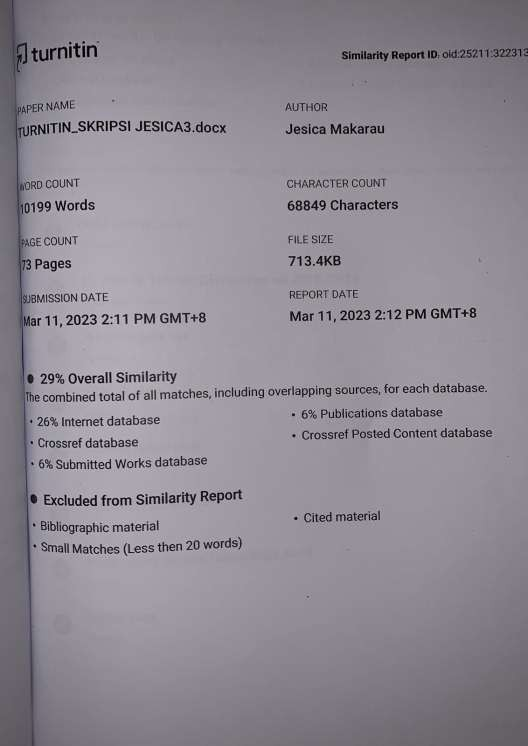 turnitin
Similarity Report ID: oid:25211:322313
PAPER NAME
AUTHOR
TURNITIN_SKRIPSI JESICA3.docx
Jesica Makarau
WORD COUNT
CHARACTER COUNT
10199 Words
68849 Characters
PAGE COUNT
FILE SIZE
73 Pages
713.4KB
SUBMISSION DATE
REPORT DATE
Mar 11, 2023 2:11 PM GMT+8
Mar 11, 2023 2:12 PM GMT+8
● 29% Overall Similarity
The combined total of all matches, including overlapping sources, for each database.
• 26% Internet database
• 6% Publications database
• Crossref database
• Crossref Posted Content database
• 6% Submitted Works database
● Excluded from Similarity Report
• Bibliographic material
• Cited material
• Small Matches (Less then 20 words)